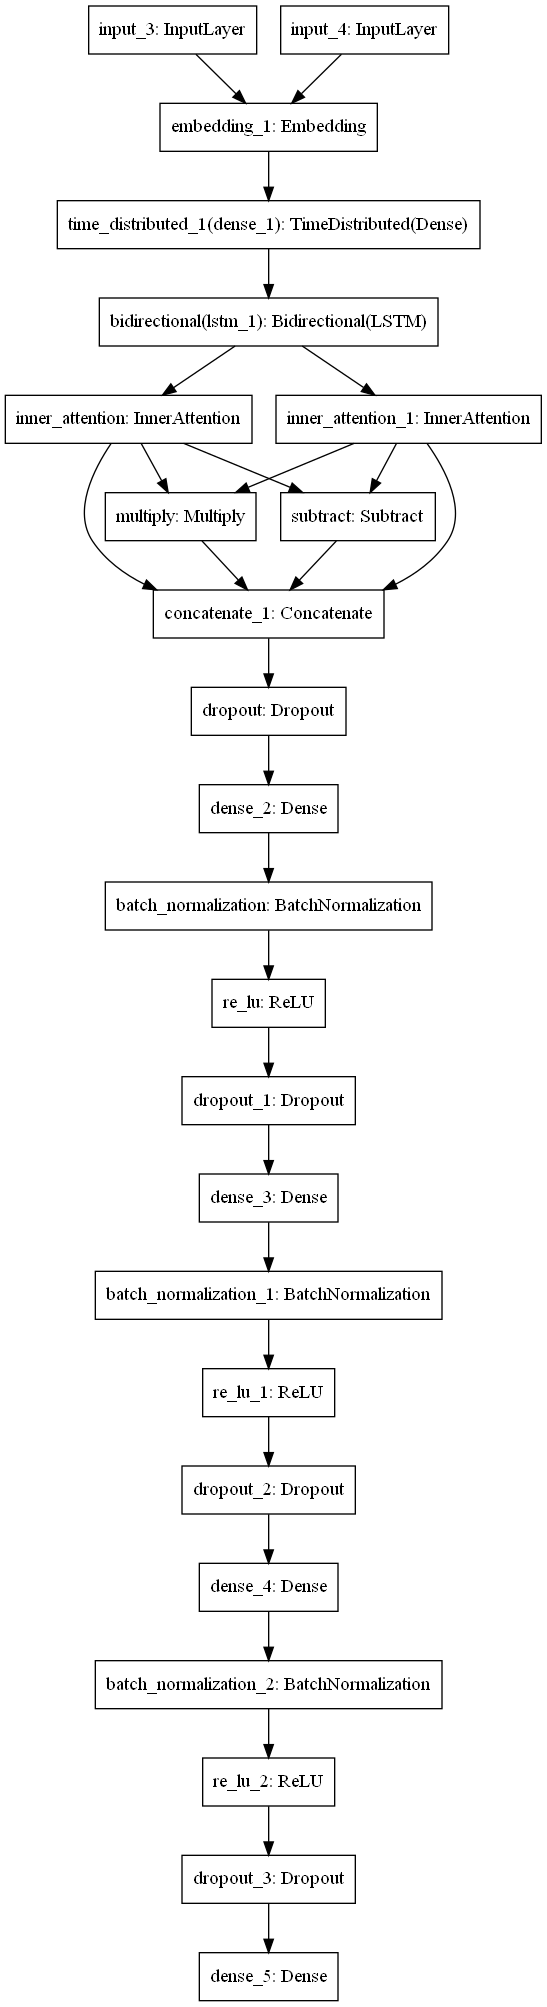 input_3: InputLayer
input_4: InputLayer
embedding_1: Embedding
time_distributed_1(dense_1): TimeDistributed(Dense)
bidirectional(lstm_1): Bidirectional(LSTM)
inner_attention: InnerAttention
inner_attention_1: InnerAttention
multiply: Multiply
subtract: Subtract
concatenate_1: Concatenate
dropout: Dropout
dense_2: Dense
batch_normalization: BatchNormalization
re_lu: ReLU
dropout_1: Dropout
dense_3: Dense
batch_normalization_1: BatchNormalization
re_lu_1: ReLU
dropout_2: Dropout
dense_4: Dense
batch_normalization_2: BatchNormalization
re_lu_2: ReLU
dropout_3: Dropout
dense_5: Dense